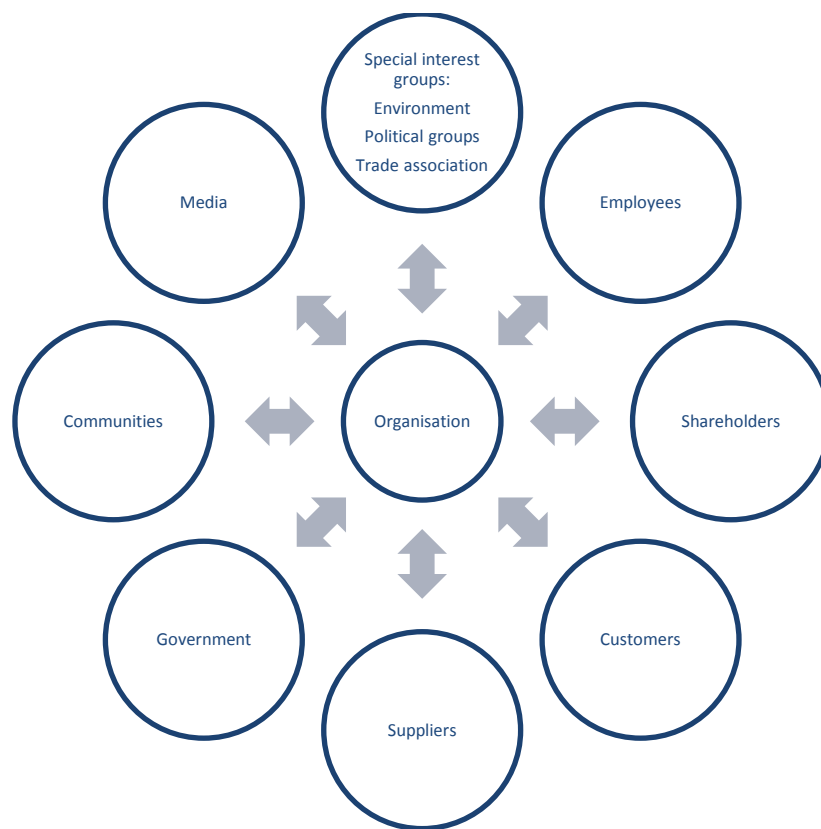 Special interest
groups:
Environment
Political groups
Trade association
Media
Employees
Communities
Organisation
Shareholders
Government
Customers
Suppliers